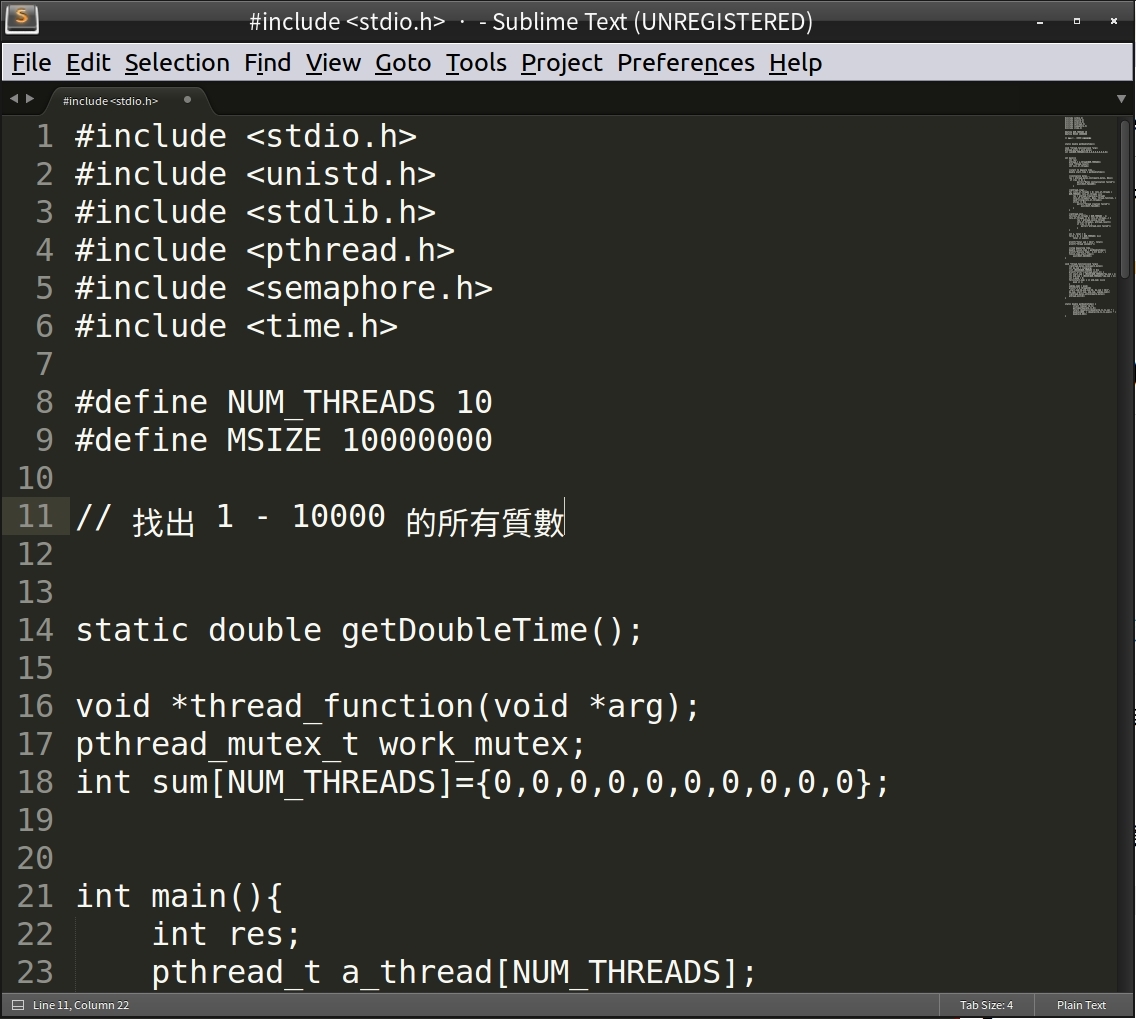 #include <stdio.h> · - Sublime Text (UNREGISTERED)
File Edit Selection Find View Goto Tools Project Preferences Help
#include <stdio.h>
1 #include <stdio.h>
2 #include <unistd.h>
3 #include <stdlib.h>
4 #include <pthread.h>
5 #include <semaphore.h>
6 #include <time.h>
7
8 #define NUM_THREADS 10
9 #define MSIZE 10000000
10
11 // 找出 1 - 10000 的所有質數
12
13
14 static double getDoubleTime();
15
16 void *thread_function(void *arg);
17 pthread_mutex_t work_mutex;
18 int sum[NUM_THREADS]={0,0,0,0,0,0,0,0,0,0};
19
20
21 int main(){
22 int res;
23 pthread_t a_thread[NUM_THREADS];
Line 11, Column 22 Tab Size: 4 Plain Text